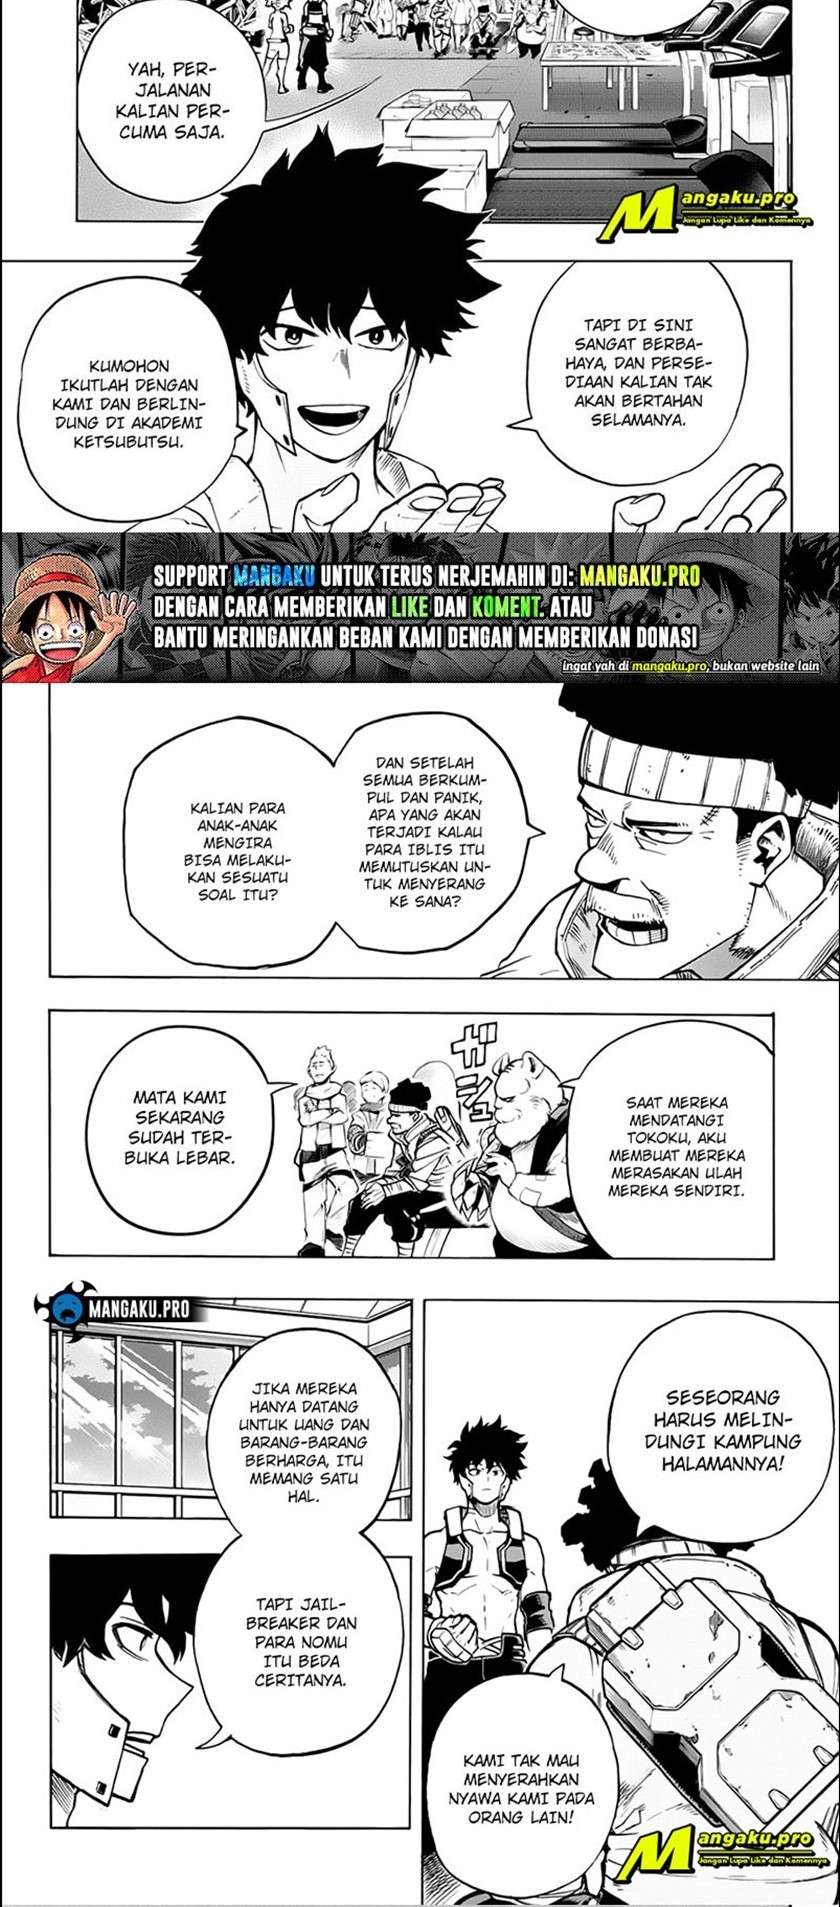 YAH, PER-
JALANAN
KALIAN PER-
CUMA SAJA.
Mangaku.pro
Jangan Lupa Like dan Komennya
TAPI DI SINI
SANGAT BERBA-
HAYA, DAN PERSE-
DIAAN KALIAN TAK
AKAN BERTAHAN
SELAMANYA.
KUMOHON
IKUTLAH DENGAN
KAMI DAN BERLIN-
DUNG DI AKADEMI
KETSUBUTSU.
SUPPORT MANGAKU UNTUK TERUS NERJEMAHIN DI: MANGAKU.PRO
DENGAN CARA MEMBERIKAN LIKE DAN KOMENT. ATAU
BANTU MERINGANKAN BEBAN KAMI DENGAN MEMBERIKAN DONASI
ingat yah di mangaku.pro, bukan website lain
DAN SETELAH
SEMUA BERKUM-
PUL DAN PANIK,
APA YANG AKAN
TERJADI KALAU
PARA IBLIS ITU
MEMUTUSKAN UN-
TUK MENYERANG
KE SANA?
KALIAN PARA
ANAK-ANAK
MENGIRA
BISA MELAKU-
KAN SESUATU
SOAL ITU?
SAAT MEREKA
MENDATANGI
TOKOKU, AKU
MEMBUAT MEREKA
MERASAKAN ULAH
MEREKA SENDIRI.
ガシュ
MATA KAMI
SEKARANG
SUDAH TER-
BUKA LEBAR.
MANGAKU.PRO
SESEORANG
HARUS MELIN-
DUNGI KAMPUNG
HALAMANNYA!
KAMI TAK MAU
MENYERAHKAN
NYAWA KAMI PADA
ORANG LAIN!
JIKA MEREKA
HANYA DATANG
UNTUK UANG DAN
BARANG-BARANG
BERHARGA, ITU
MEMANG SATU
HAL.
TAPI JAIL-
BREAKER DAN
PARA NOMU
ITU BEDA
CERITANYA.
Mangaku.pro
Jangan Lupa Like dan Komennya